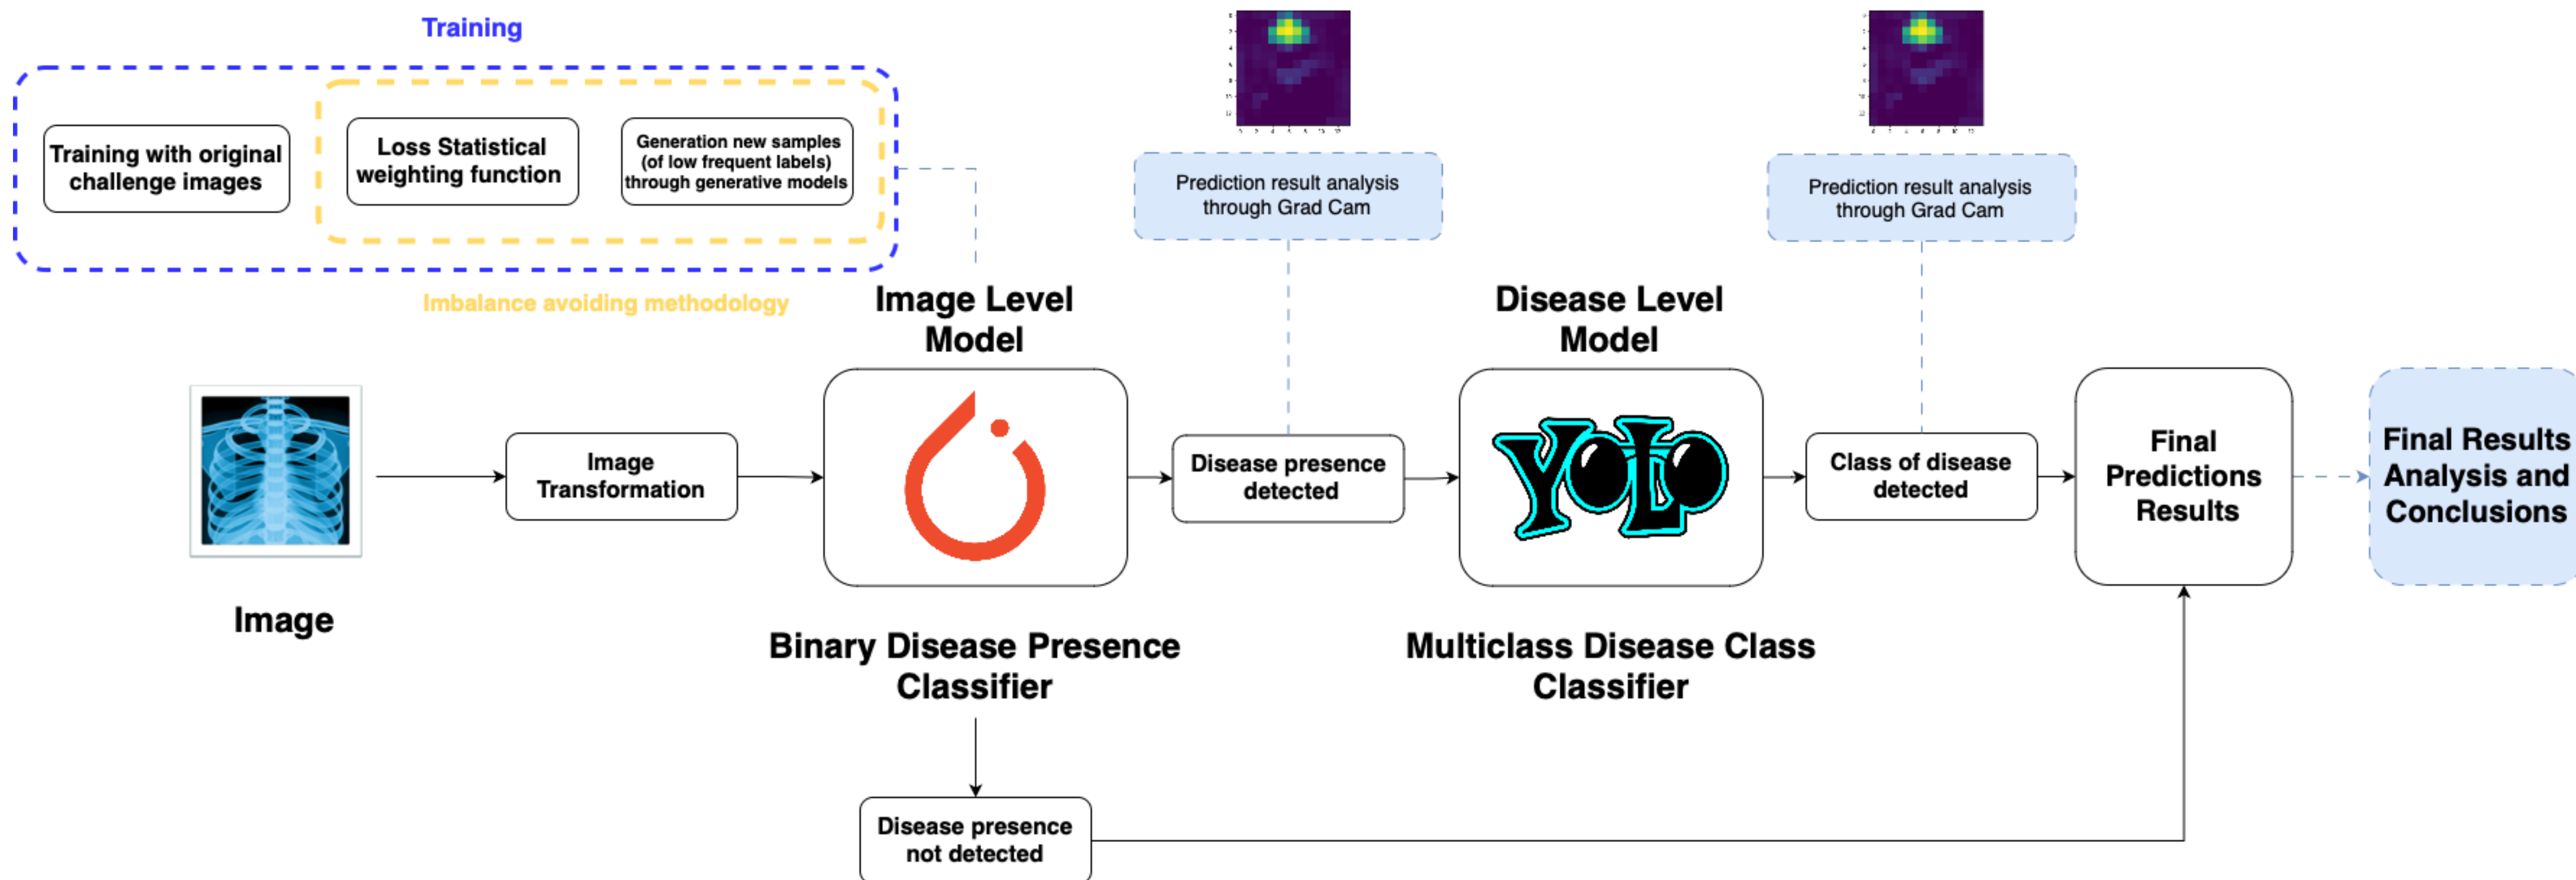 Training
Training with original
challenge images
Loss Statistical
weighting function
Generation new samples
(of low frequent labels)
through generative models
Imbalance avoiding methodology
Prediction result analysis
through Grad Cam
Prediction result analysis
through Grad Cam
Image Level
Model
Disease Level
Model
Image
Transformation
Disease presence
detected
YOLO
Class of disease
detected
Final
Predictions
Results
Final Results
Analysis and
Conclusions
Image
Binary Disease Presence
Classifier
Multiclass Disease Class
Classifier
Disease presence
not detected